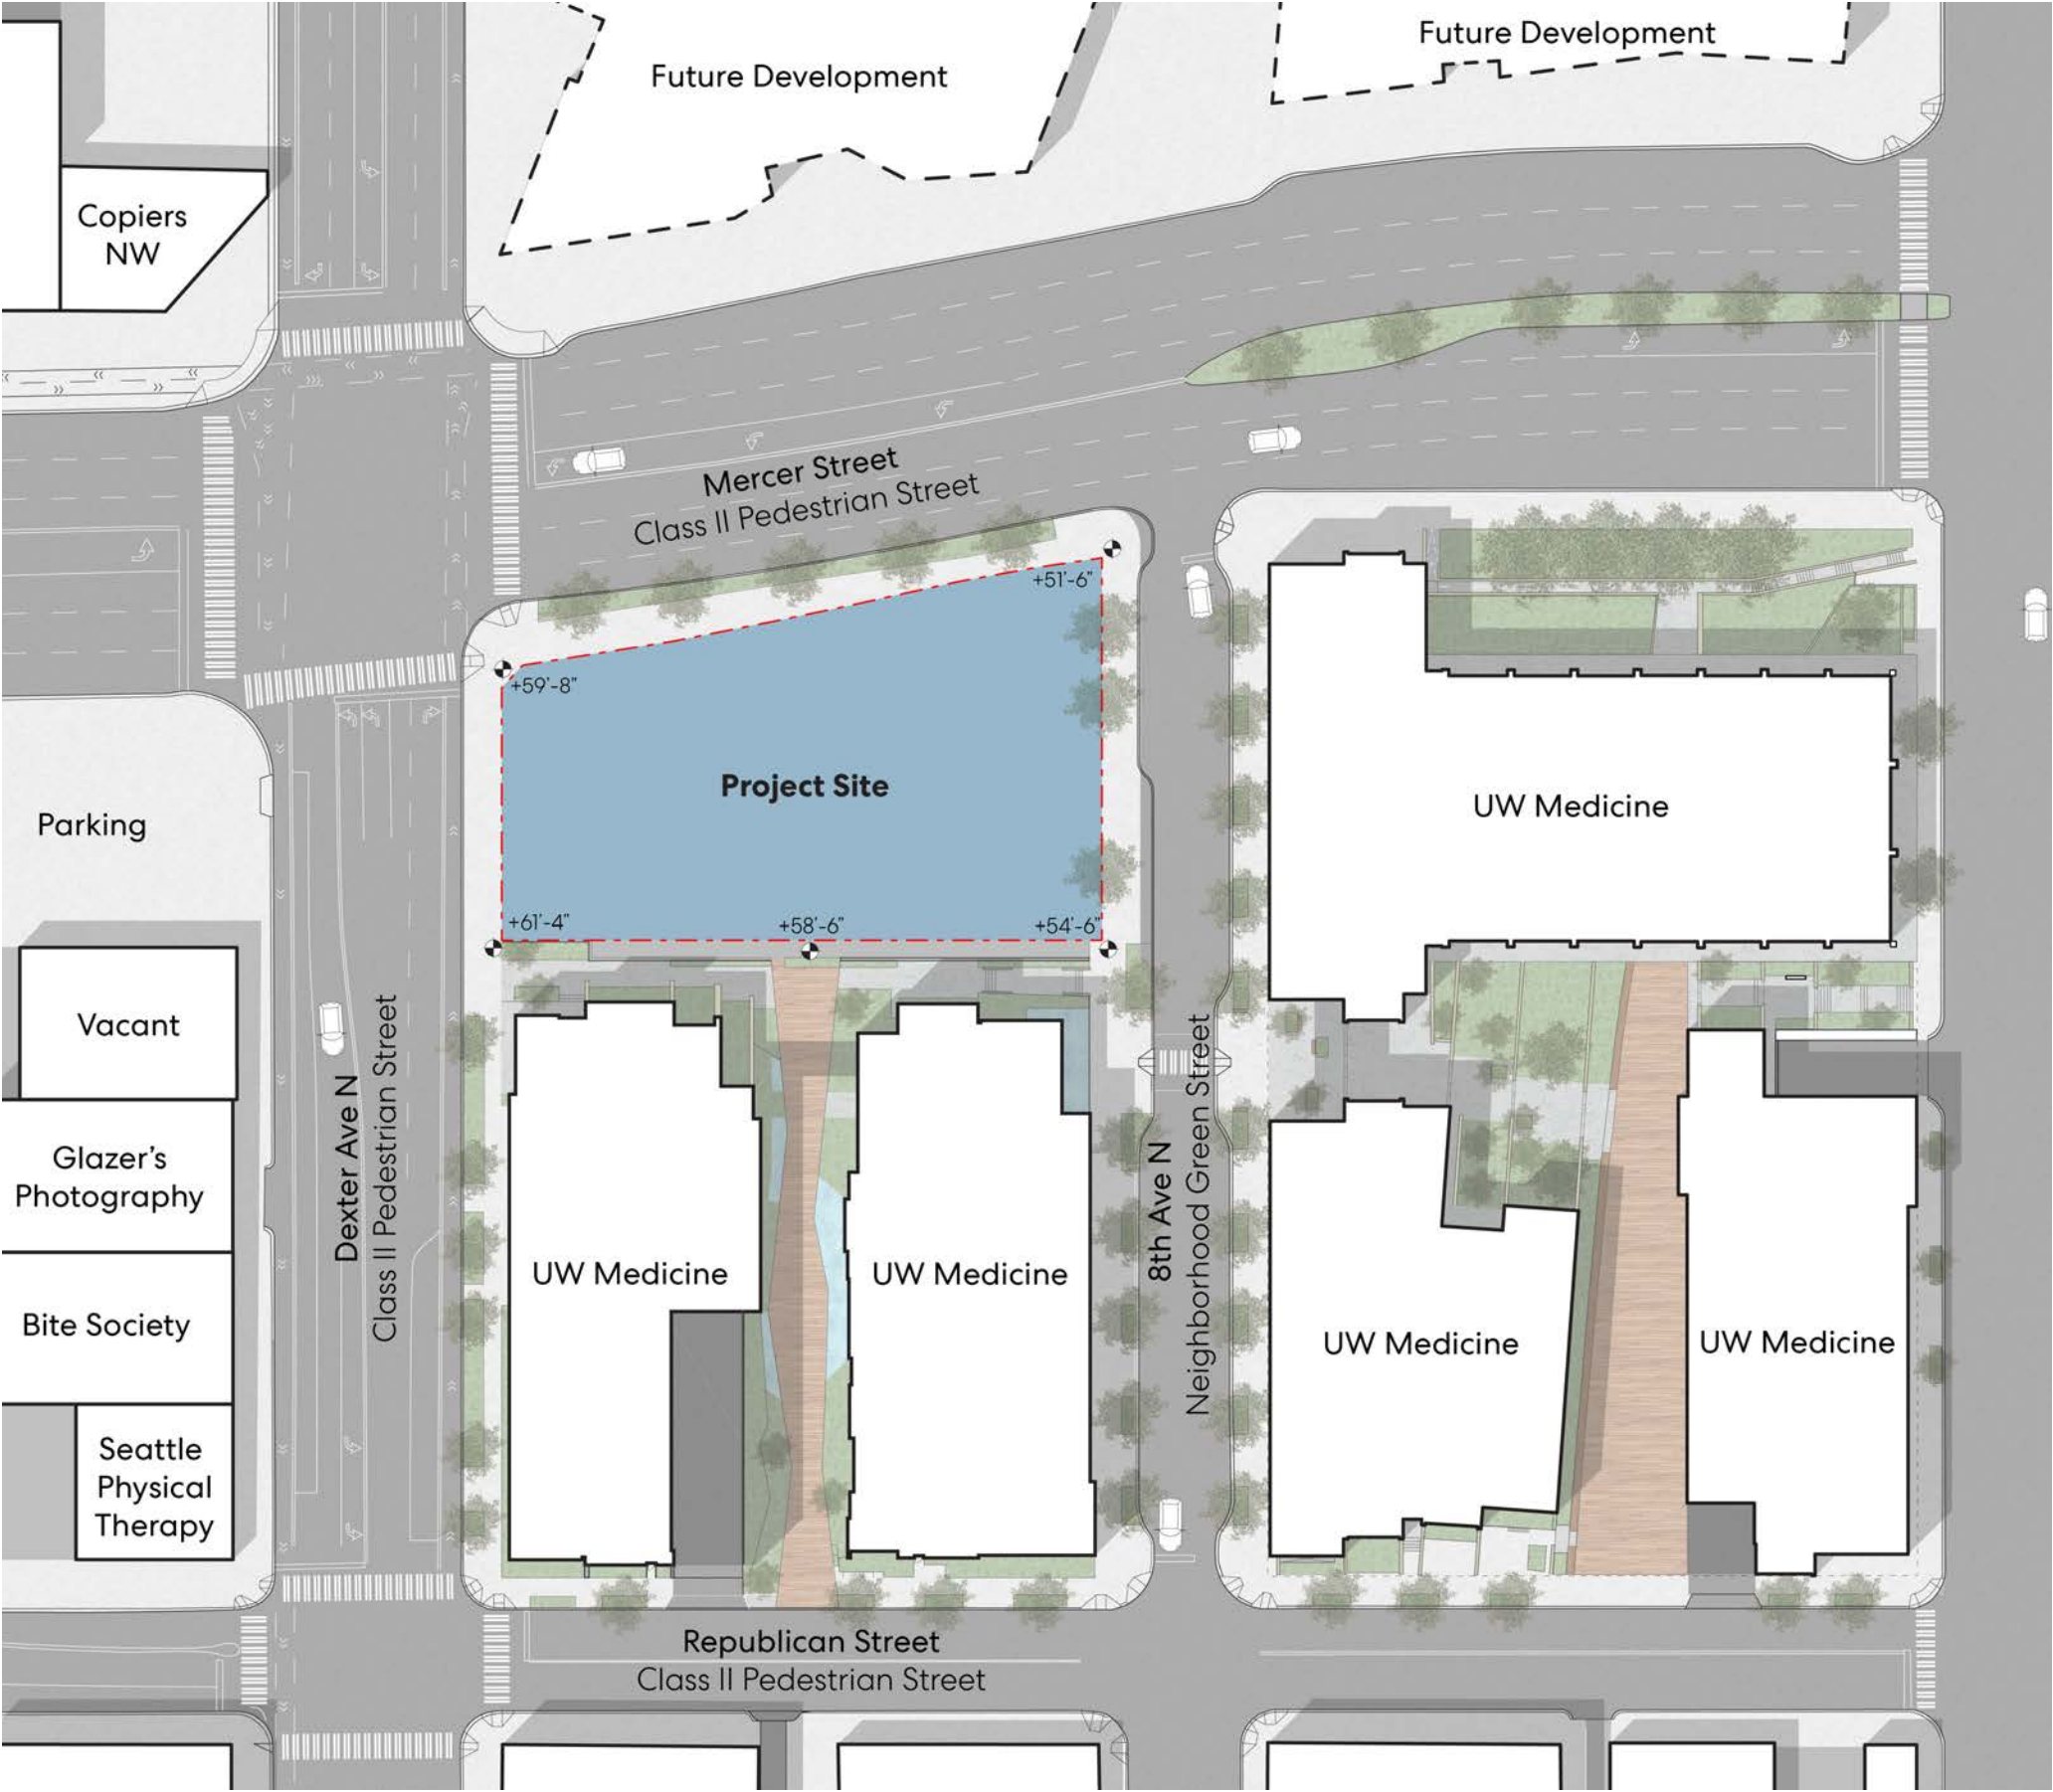 Future Development
Future Development
Copiers
NW
Mercer Street
Class II Pedestrian Street
+51'-6"
+59'-8"
Project Site
UW Medicine
Parking
+61'-4"
+58'-6"
+54'-6"
Vacant
Dexter Ave N
Class II Pedestrian Street
8th Ave N
Neighborhood Green Street
Glazer's
Photography
UW Medicine
UW Medicine
Bite Society
UW Medicine
UW Medicine
Seattle
Physical
Therapy
Republican Street
Class II Pedestrian Street